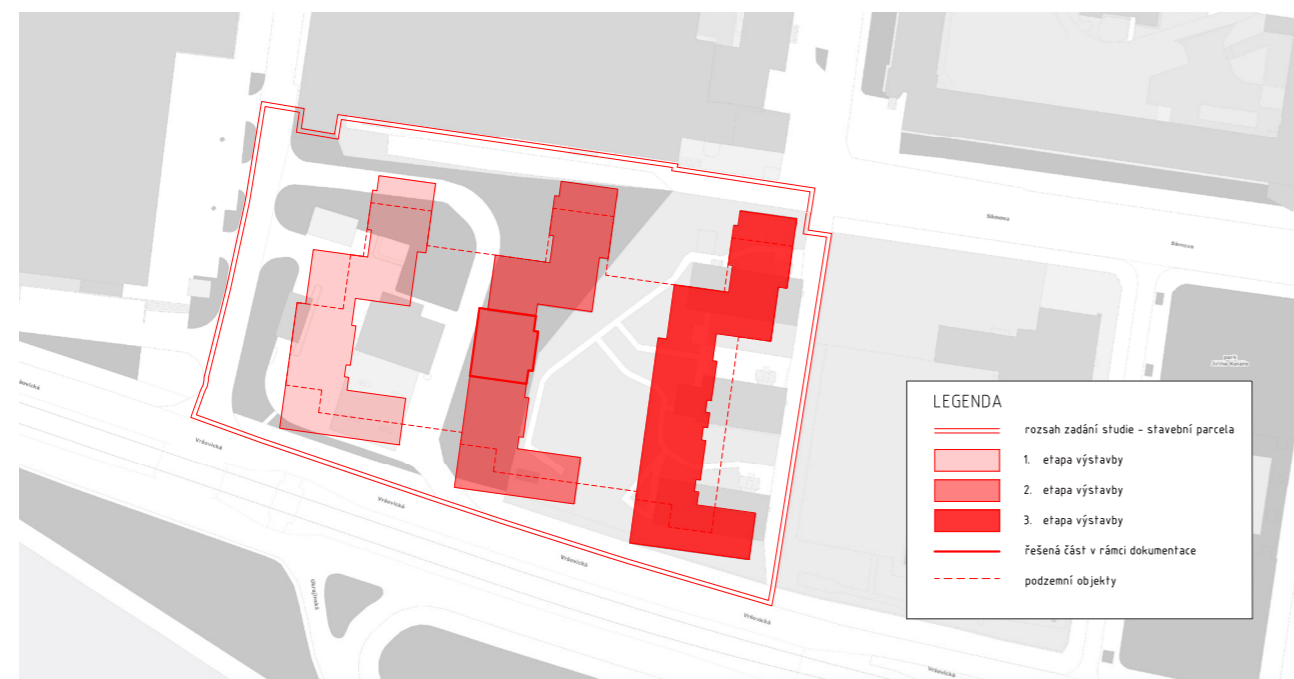 Sámova
Sámova
LEGENDA
rozsah zadání studie - stavební parcela
1. etapa výstavby
2. etapa výstavby
3. etapa výstavby
řešená část v rámci dokumentace
podzemní objekty
Vršovická
Vršovická
Vršovická
Vršovická
Vršovická
Ukrajinská